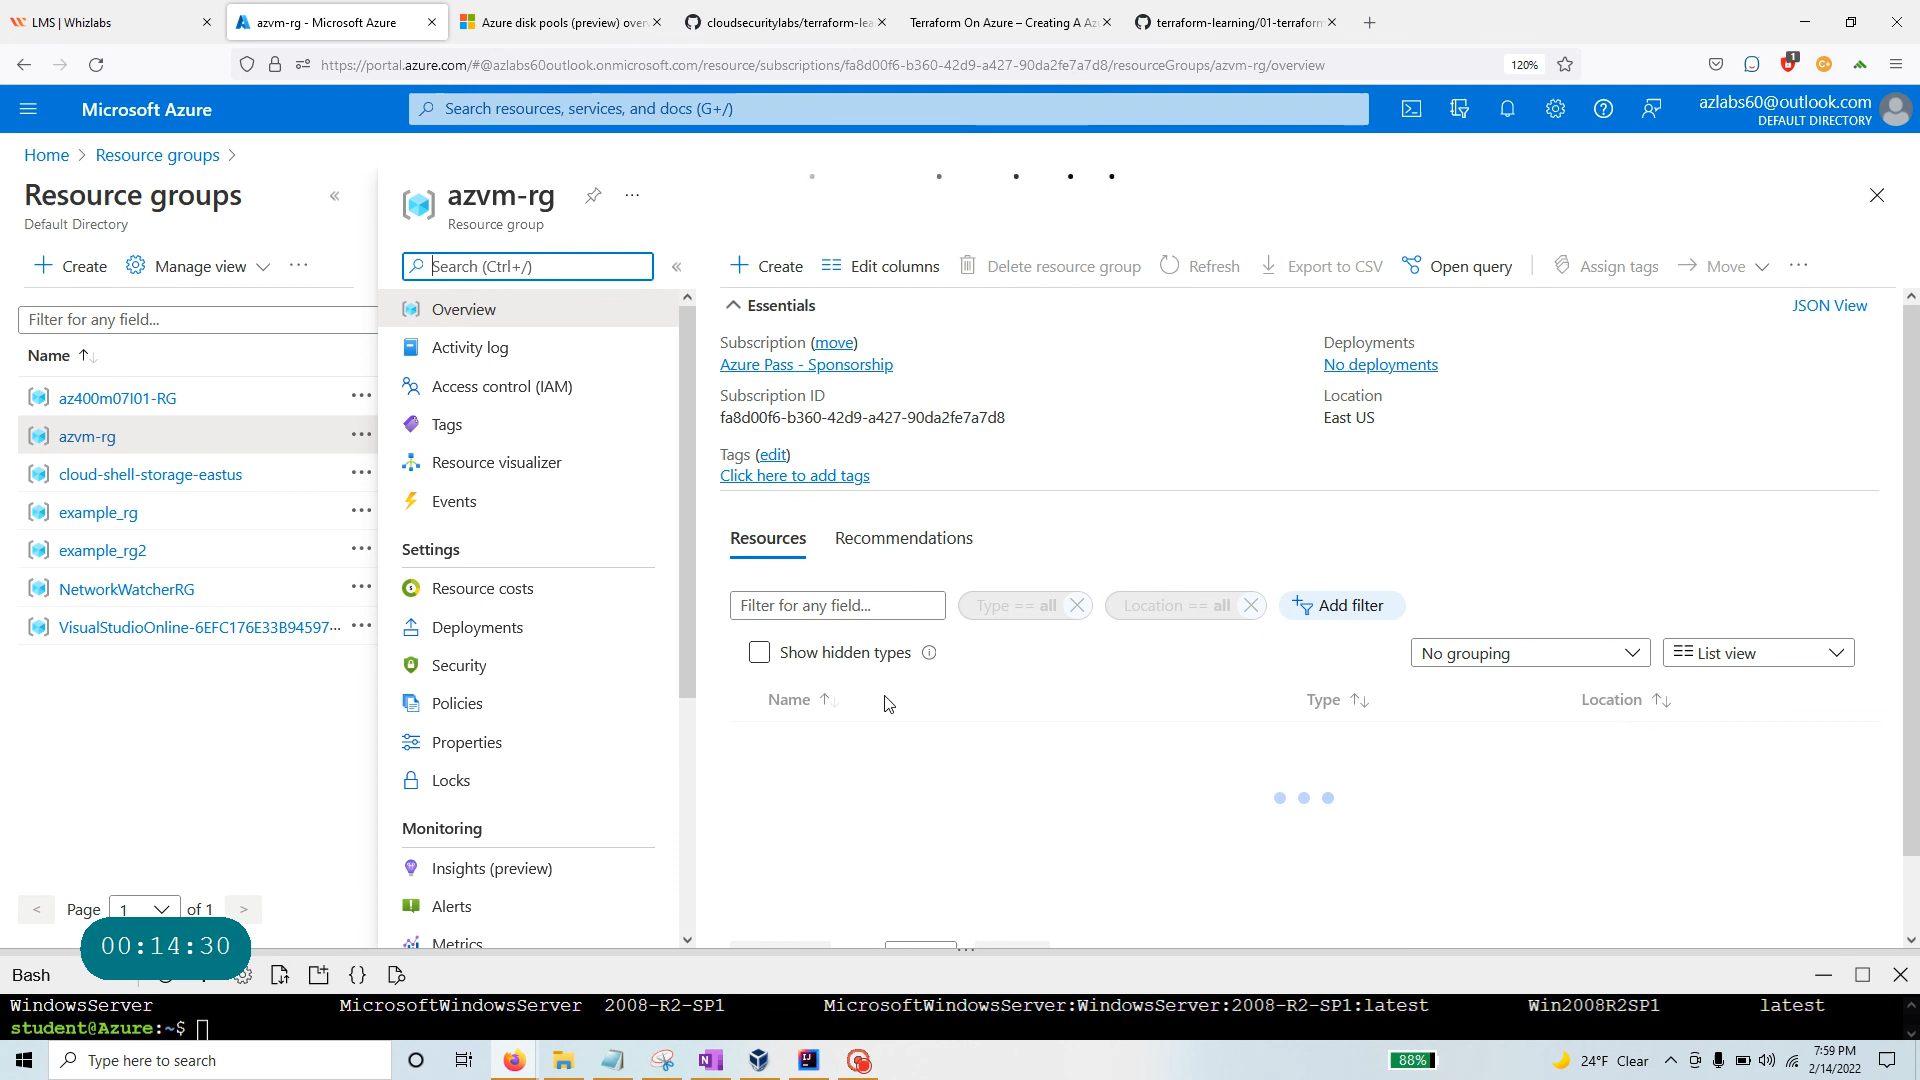 LMS | Whizlabs
azvm-rg - Microsoft Azure
Azure disk pools (preview) over
cloudsecuritylabs/terraform-lea
Terraform On Azure – Creating A Az
terraform-learning/01-terraform
https://portal.azure.com/#@azlabs60outlook.onmicrosoft.com/resource/subscriptions/fa8d00f6-b360-42d9-a427-90da2fe7a7d8/resourceGroups/azvm-rg/overview
120%
1
Microsoft Azure
Search resources, services, and docs (G+/)
azlabs60@outlook.com
DEFAULT DIRECTORY
Home > Resource groups >
Resource groups
Default Directory
Create
Manage view
Filter for any field...
Name
az400m07l01-RG
azvm-rg
cloud-shell-storage-eastus
example_rg
example_rg2
NetworkWatcherRG
VisualStudioOnline-6EFC176E33B94597...
< Page 1 of 1 >
00:14:30
azvm-rg
Resource group
Search (Ctrl+/)
Overview
Activity log
Access control (IAM)
Tags
Resource visualizer
Events
Settings
Resource costs
Deployments
Security
Policies
Properties
Locks
Monitoring
Insights (preview)
Alerts
Metrics
Create
Edit columns
Delete resource group
Refresh
Export to CSV
Open query
Assign tags
Move
Essentials
JSON View
Subscription (move)
Azure Pass - Sponsorship
Subscription ID
fa8d00f6-b360-42d9-a427-90da2fe7a7d8
Tags (edit)
Click here to add tags
Deployments
No deployments
Location
East US
Resources
Recommendations
Filter for any field...
Type == all
Location == all
Add filter
Show hidden types
No grouping
List view
Name
Type
Location
Bash
{}
WindowsServer MicrosoftWindowsServer 2008-R2-SP1 MicrosoftWindowsServer:WindowsServer:2008-R2-SP1:latest Win2008R2SP1 latest
student@Azure:~$
Type here to search
88%
24°F Clear
7:59 PM
2/14/2022